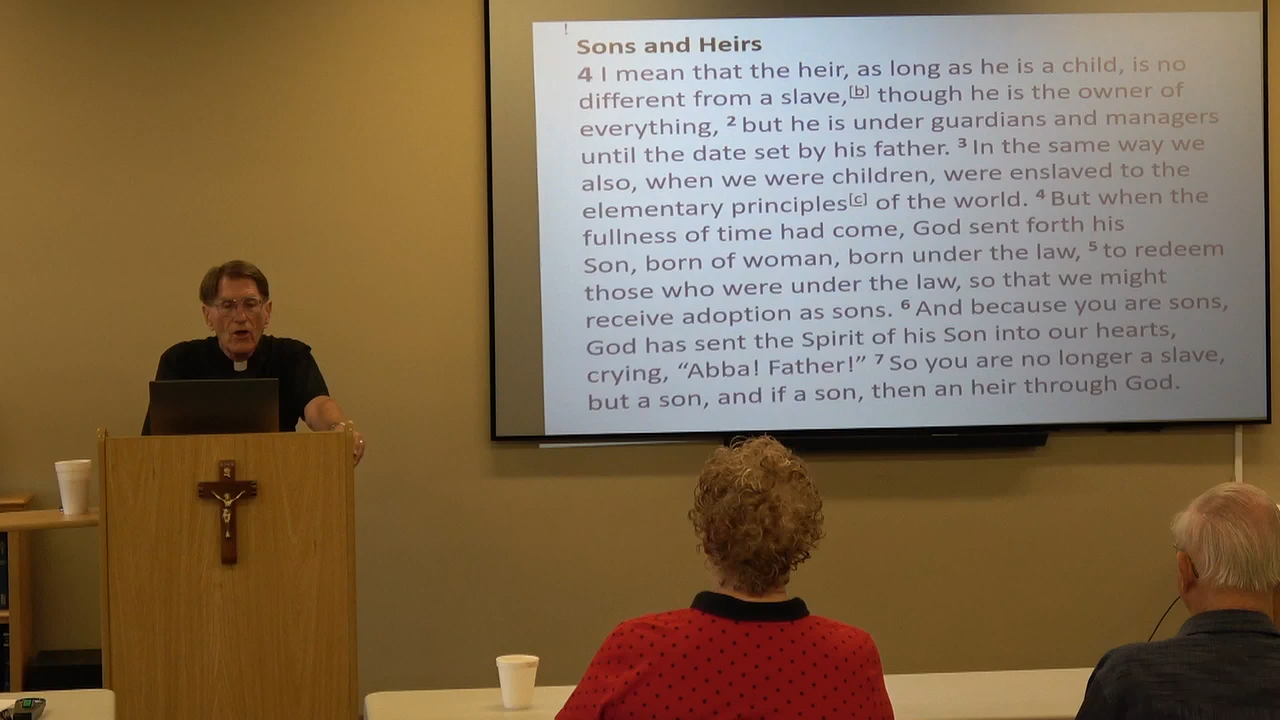 !
Sons and Heirs
4 I mean that the heir, as long as he is a child, is no
different from a slave,[b] though he is the owner of
everything, 2 but he is under guardians and managers
until the date set by his father. 3 In the same way we
also, when we were children, were enslaved to the
elementary principles[c] of the world. 4 But when the
fullness of time had come, God sent forth his
Son, born of woman, born under the law, 5 to redeem
those who were under the law, so that we might
receive adoption as sons. 6 And because you are sons,
God has sent the Spirit of his Son into our hearts,
crying, “Abba! Father!” 7 So you are no longer a slave,
but a son, and if a son, then an heir through God.